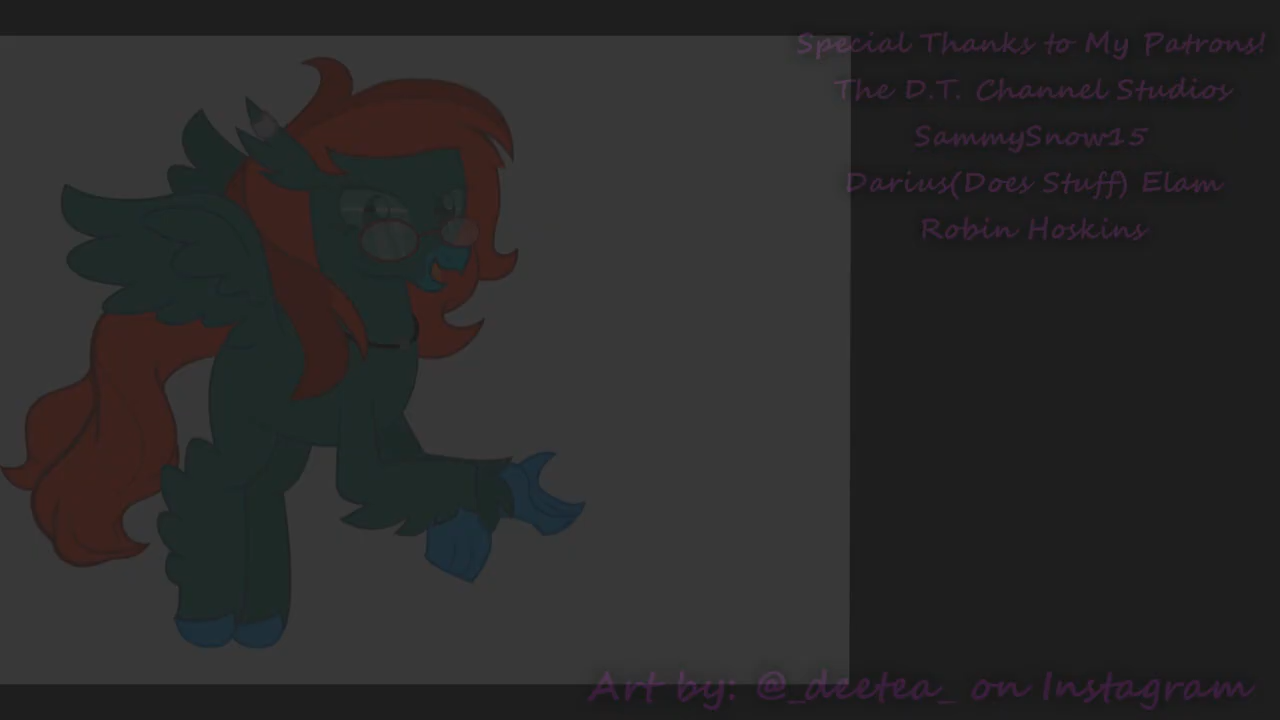 Special Thanks to My Patrons!
The D.T. Channel Studios
SammySnow15
Darius(Does Stuff) Elam
Robin Hoskins
Art by: @_deetea_ on Instagram